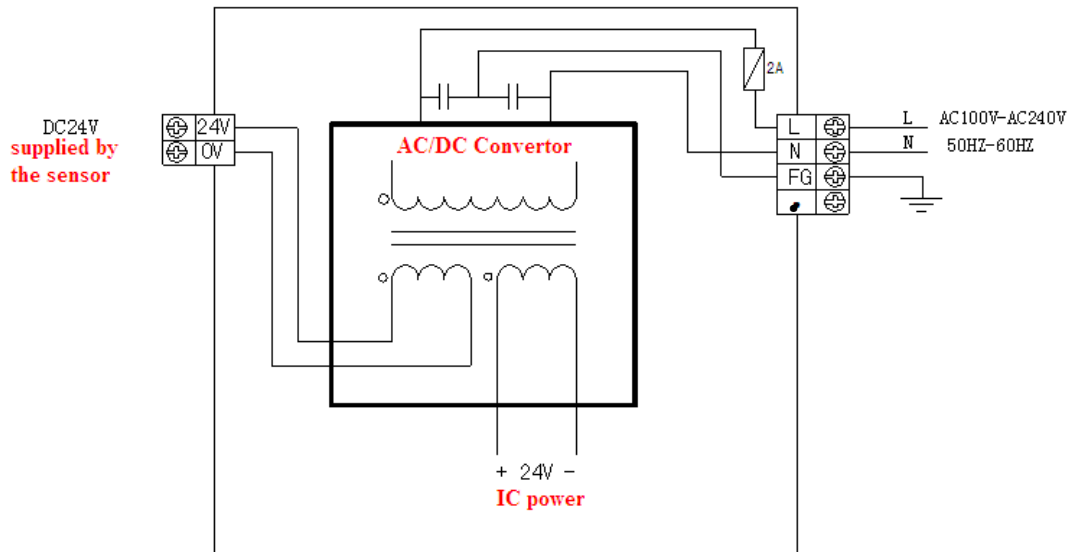 2A
DC24V
supplied by
the sensor
24V
0V
AC/DC Convertor
L
N
FG
L
AC100V-AC240V
N
50HZ-60HZ
+ 24V -
IC power